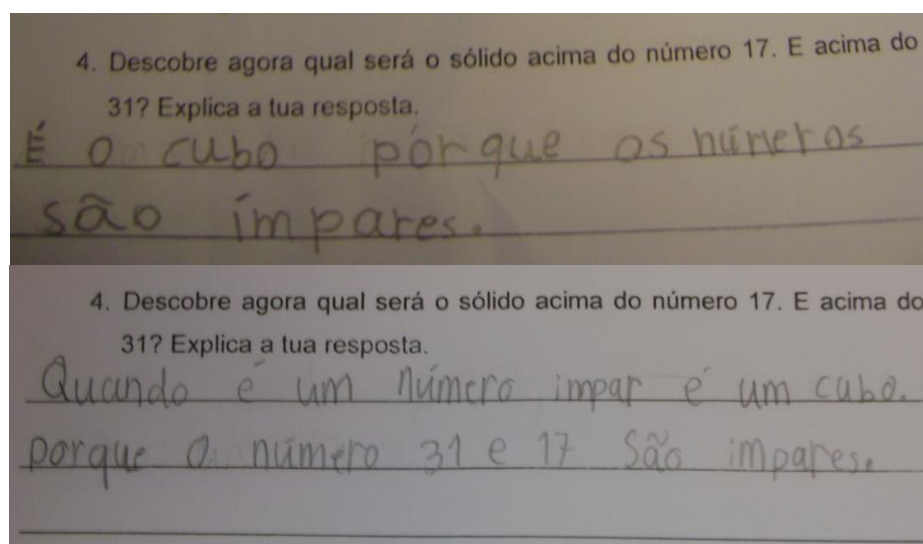 4. Descobre agora qual será o sólido acima do número 17. E acima do
31? Explica a tua resposta.
É o cubo pórque os números
são ímpares.
4. Descobre agora qual será o sólido acima do número 17. E acima do
31? Explica a tua resposta.
Quando é um número impar é um cubo.
porque o número 31 e 17 são impares.